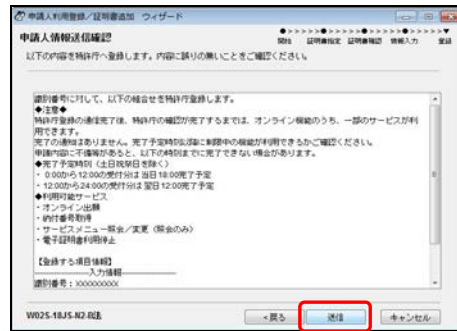 申請人利用登録／証明書追加 ウィザード
申請人情報送信確認
●>>>>>●>>>>>●>>>>>●>>>>>▼
開始 証明書指定 証明書確認 情報入力 登録
以下の内容を特許庁へ登録します。内容に誤りの無いことをご確認ください。
識別番号に対して、以下の組合せを特許庁登録します。
◆注意◆
特許庁登録の通信完了後、特許庁の確認が完了するまでは、オンライン機能のうち、一部のサービスが利
用できます。
完了の通知はありません。完了予定時刻以降に制限中の機能が利用できるかご確認ください。
申請内容に不備等があると、以下の時刻までに完了できない場合があります。
◆完了予定時刻（土日祝祭日を除く）
・ 0:00から12:00の受付分は当日18:00完了予定
・12:00から24:00の受付分は翌日12:00完了予定
◆利用可能サービス
・オンライン出願
・納付番号取得
・サービスメニュー照会／変更（照会のみ）
・電子証明書利用停止
【登録する項目情報】
――――――入力情報――――――
識別番号：XXXXXXXXX
W025-18JS-N2-BはE
<戻る 送信 キャンセル